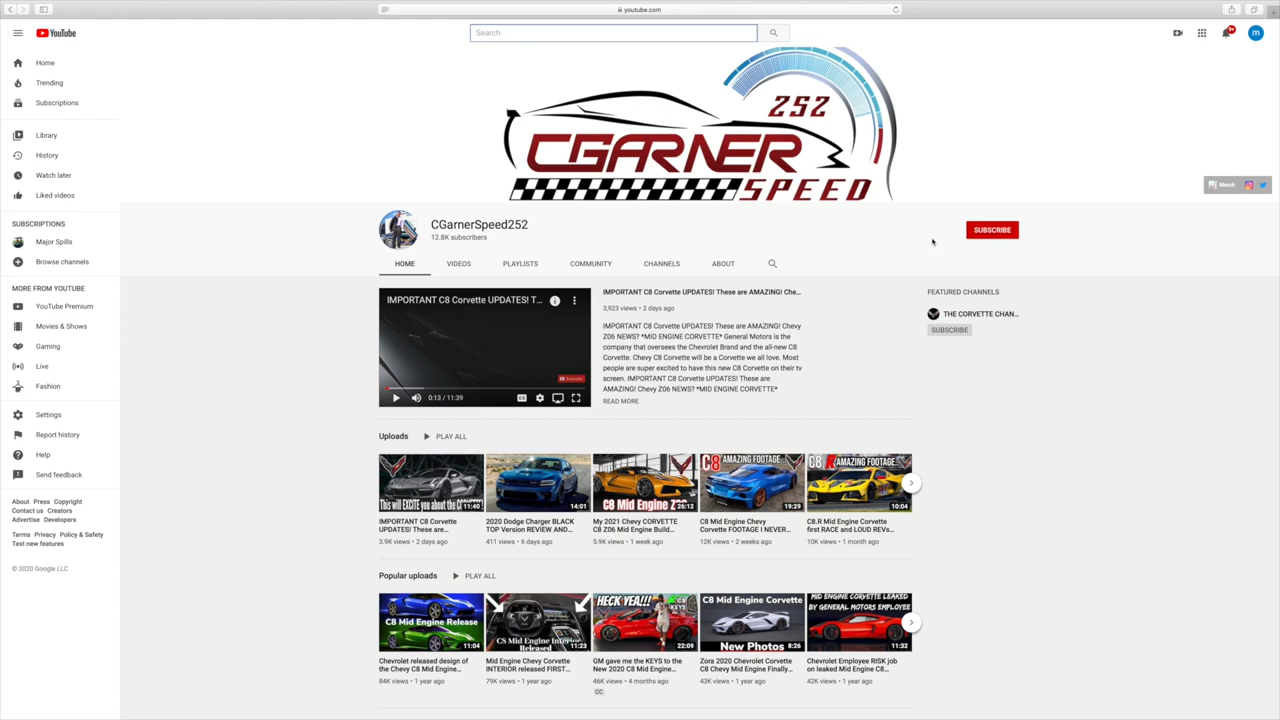 youtube.com
YouTube
Search
9+
m
Home
Trending
Subscriptions
Library
History
Watch later
Liked videos
SUBSCRIPTIONS
Major Spills
Browse channels
MORE FROM YOUTUBE
YouTube Premium
Movies & Shows
Gaming
Live
Fashion
Settings
Report history
Help
Send feedback
About Press Copyright
Contact us Creators
Advertise Developers
Terms Privacy Policy & Safety
Test new features
© 2020 Google LLC
252
CGARNER
SPEED
Merch
CGarnerSpeed252
12.8K subscribers
SUBSCRIBE
HOME VIDEOS PLAYLISTS COMMUNITY CHANNELS ABOUT
IMPORTANT C8 Corvette UPDATES! T...
Subscribe
0:13 / 11:39
IMPORTANT C8 Corvette UPDATES! These are AMAZING! Che...
3,923 views • 2 days ago
IMPORTANT C8 Corvette UPDATES! These are AMAZING! Chevy
Z06 NEWS? *MID ENGINE CORVETTE* General Motors is the
company that oversees the Chevrolet Brand and the all-new C8
Corvette. Chevy C8 Corvette will be a Corvette we all love. Most
people are super excited to have this new C8 Corvette on their tv
screen. IMPORTANT C8 Corvette UPDATES! These are
AMAZING! Chevy Z06 NEWS? *MID ENGINE CORVETTE*
READ MORE
FEATURED CHANNELS
THE CORVETTE CHAN...
SUBSCRIBE
Uploads PLAY ALL
This will EXCITE you about the
11:40
14:01
C8 Mid Engine Z06
26:12
C8 AMAZING FOOTAGE
19:29
C8.R AMAZING FOOTAGE
10:04
IMPORTANT C8 Corvette
UPDATES! These are...
3.9K views • 2 days ago
2020 Dodge Charger BLACK
TOP Version REVIEW AND...
411 views • 6 days ago
My 2021 Chevy CORVETTE
C8 Z06 Mid Engine Build...
5.9K views • 1 week ago
C8 Mid Engine Chevy
Corvette FOOTAGE I NEVER...
12K views • 2 weeks ago
C8.R Mid Engine Corvette
first RACE and LOUD REVs...
10K views • 1 month ago
Popular uploads PLAY ALL
C8 Mid Engine Release
11:04
C8 Mid Engine Interior
Released
11:23
HECK YEA!!!
C8 KEYS
22:09
C8 Mid Engine Corvette
New Photos
8:26
MID ENGINE CORVETTE LEAKED
BY GENERAL MOTORS EMPLOYEE
11:32
Chevrolet released design of
the Chevy C8 Mid Engine...
84K views • 1 year ago
Mid Engine Chevy Corvette
INTERIOR released FIRST...
79K views • 1 year ago
GM gave me the KEYS to the
New 2020 C8 Mid Engine...
46K views • 4 months ago
CC
Zora 2020 Chevrolet Corvette
C8 Chevy Mid Engine Finally...
43K views • 1 year ago
Chevrolet Employee RISK job
on leaked Mid Engine C8...
42K views • 1 year ago